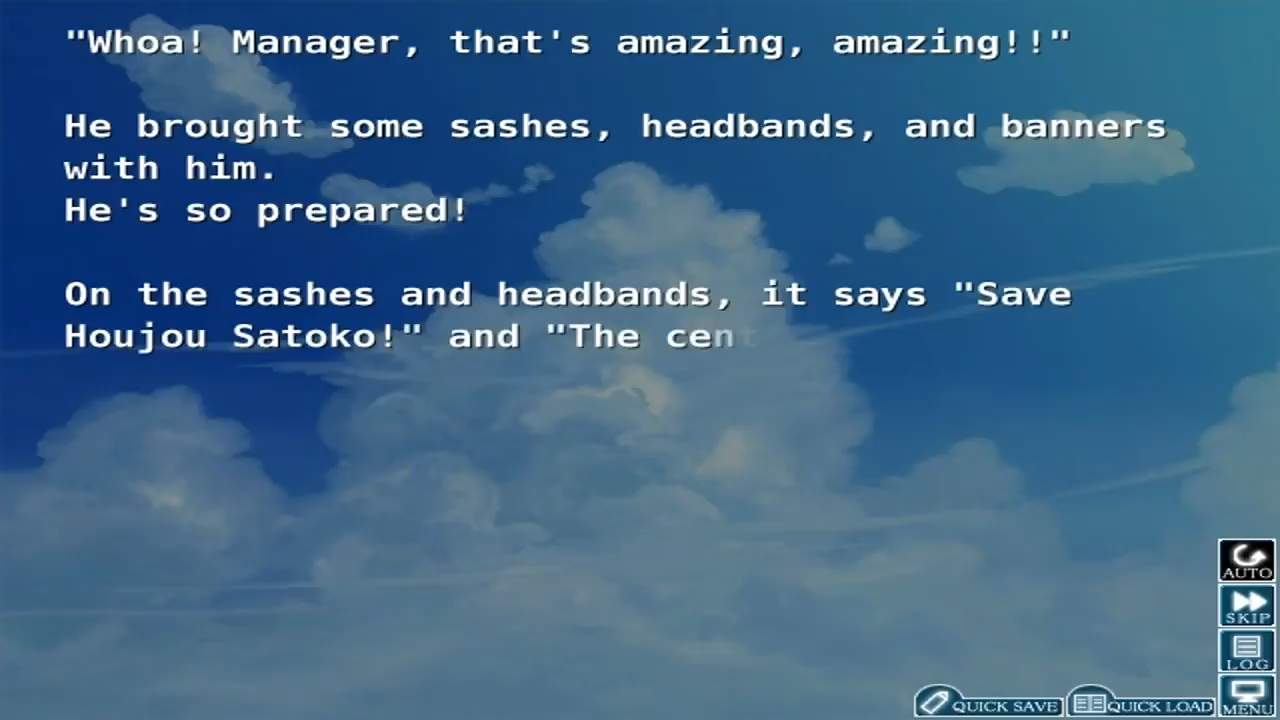 "Whoa! Manager, that's amazing, amazing!!"
He brought some sashes, headbands, and banners
with him.
He's so prepared!
On the sashes and headbands, it says "Save
Houjou Satoko!" and "The cent
AUTO
SKIP
LOG
QUICK SAVE
QUICK LOAD
MENU